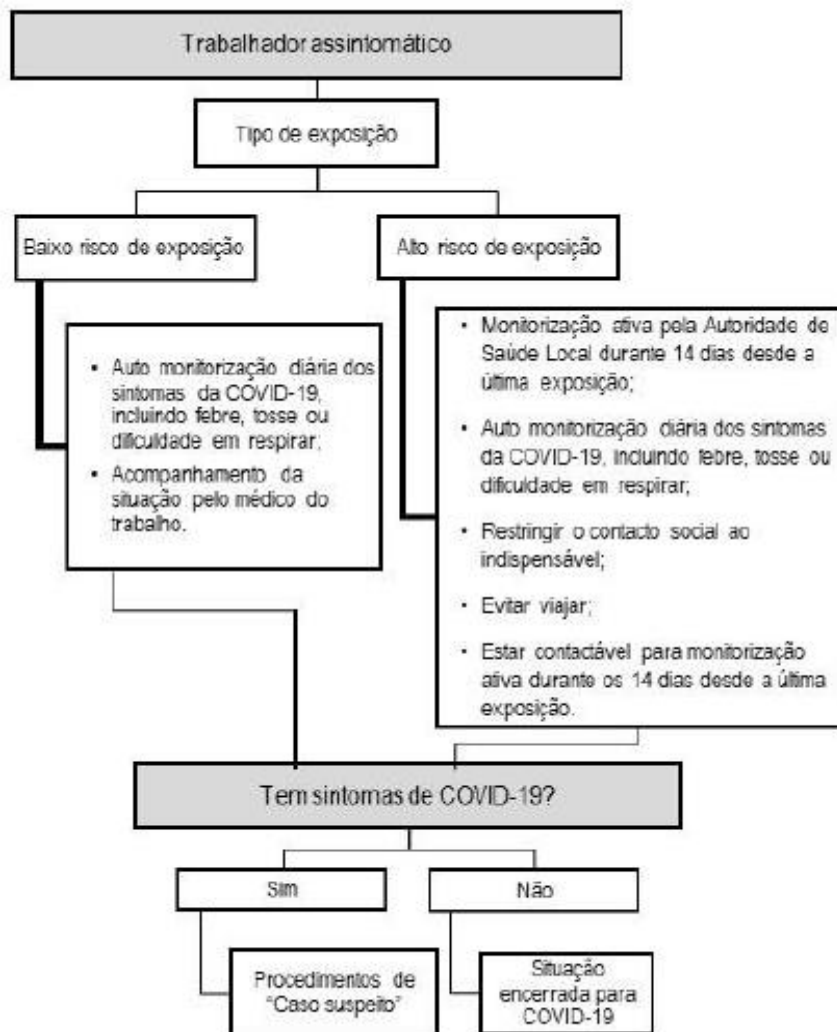 Trabalhador assintomático
Tipo de exposição
Baixo risco de exposição
Alto risco de exposição
• Auto monitorização diária dos
sintomas da COVID-19,
incluindo febre, tosse ou
dificuldade em respirar;
• Acompanhamento da
situação pelo médico do
trabalho.
• Monitorização ativa pela Autoridade de
Saúde Local durante 14 dias desde a
última exposição;
• Auto monitorização diária dos sintomas
da COVID-19, incluindo febre, tosse ou
dificuldade em respirar;
• Restringir o contacto social ao
indispensável;
• Evitar viajar;
• Estar contactável para monitorização
ativa durante os 14 dias desde a última
exposição.
Tem sintomas de COVID-19?
Sim
Não
Procedimentos de
"Caso suspeito"
Situação
encerrada para
COVID-19